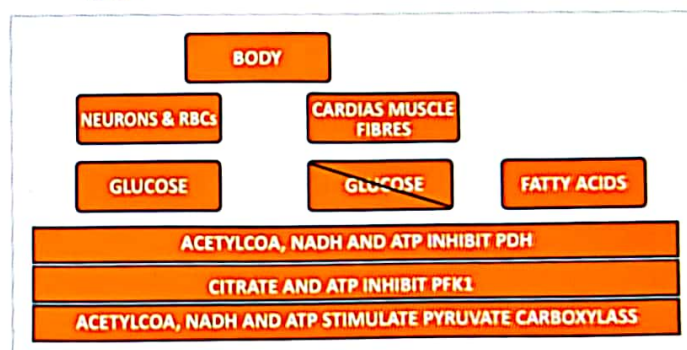 BODY
NEURONS & RBCs
CARDIAS MUSCLE
FIBRES
GLUCOSE
GLUCOSE
FATTY ACIDS
ACETYLCOA, NADH AND ATP INHIBIT PDH
CITRATE AND ATP INHIBIT PFK1
ACETYLCOA, NADH AND ATP STIMULATE PYRUVATE CARBOXYLASS